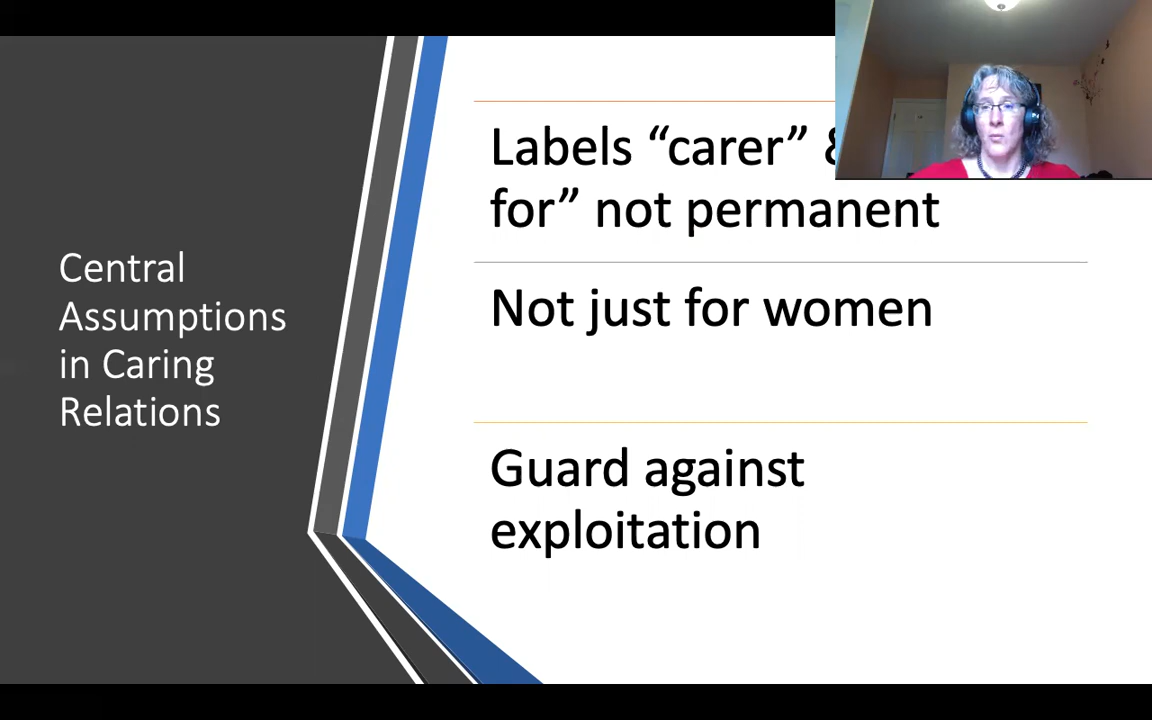 Central
Assumptions
in Caring
Relations
Labels “carer” &
for” not permanent
Not just for women
Guard against
exploitation